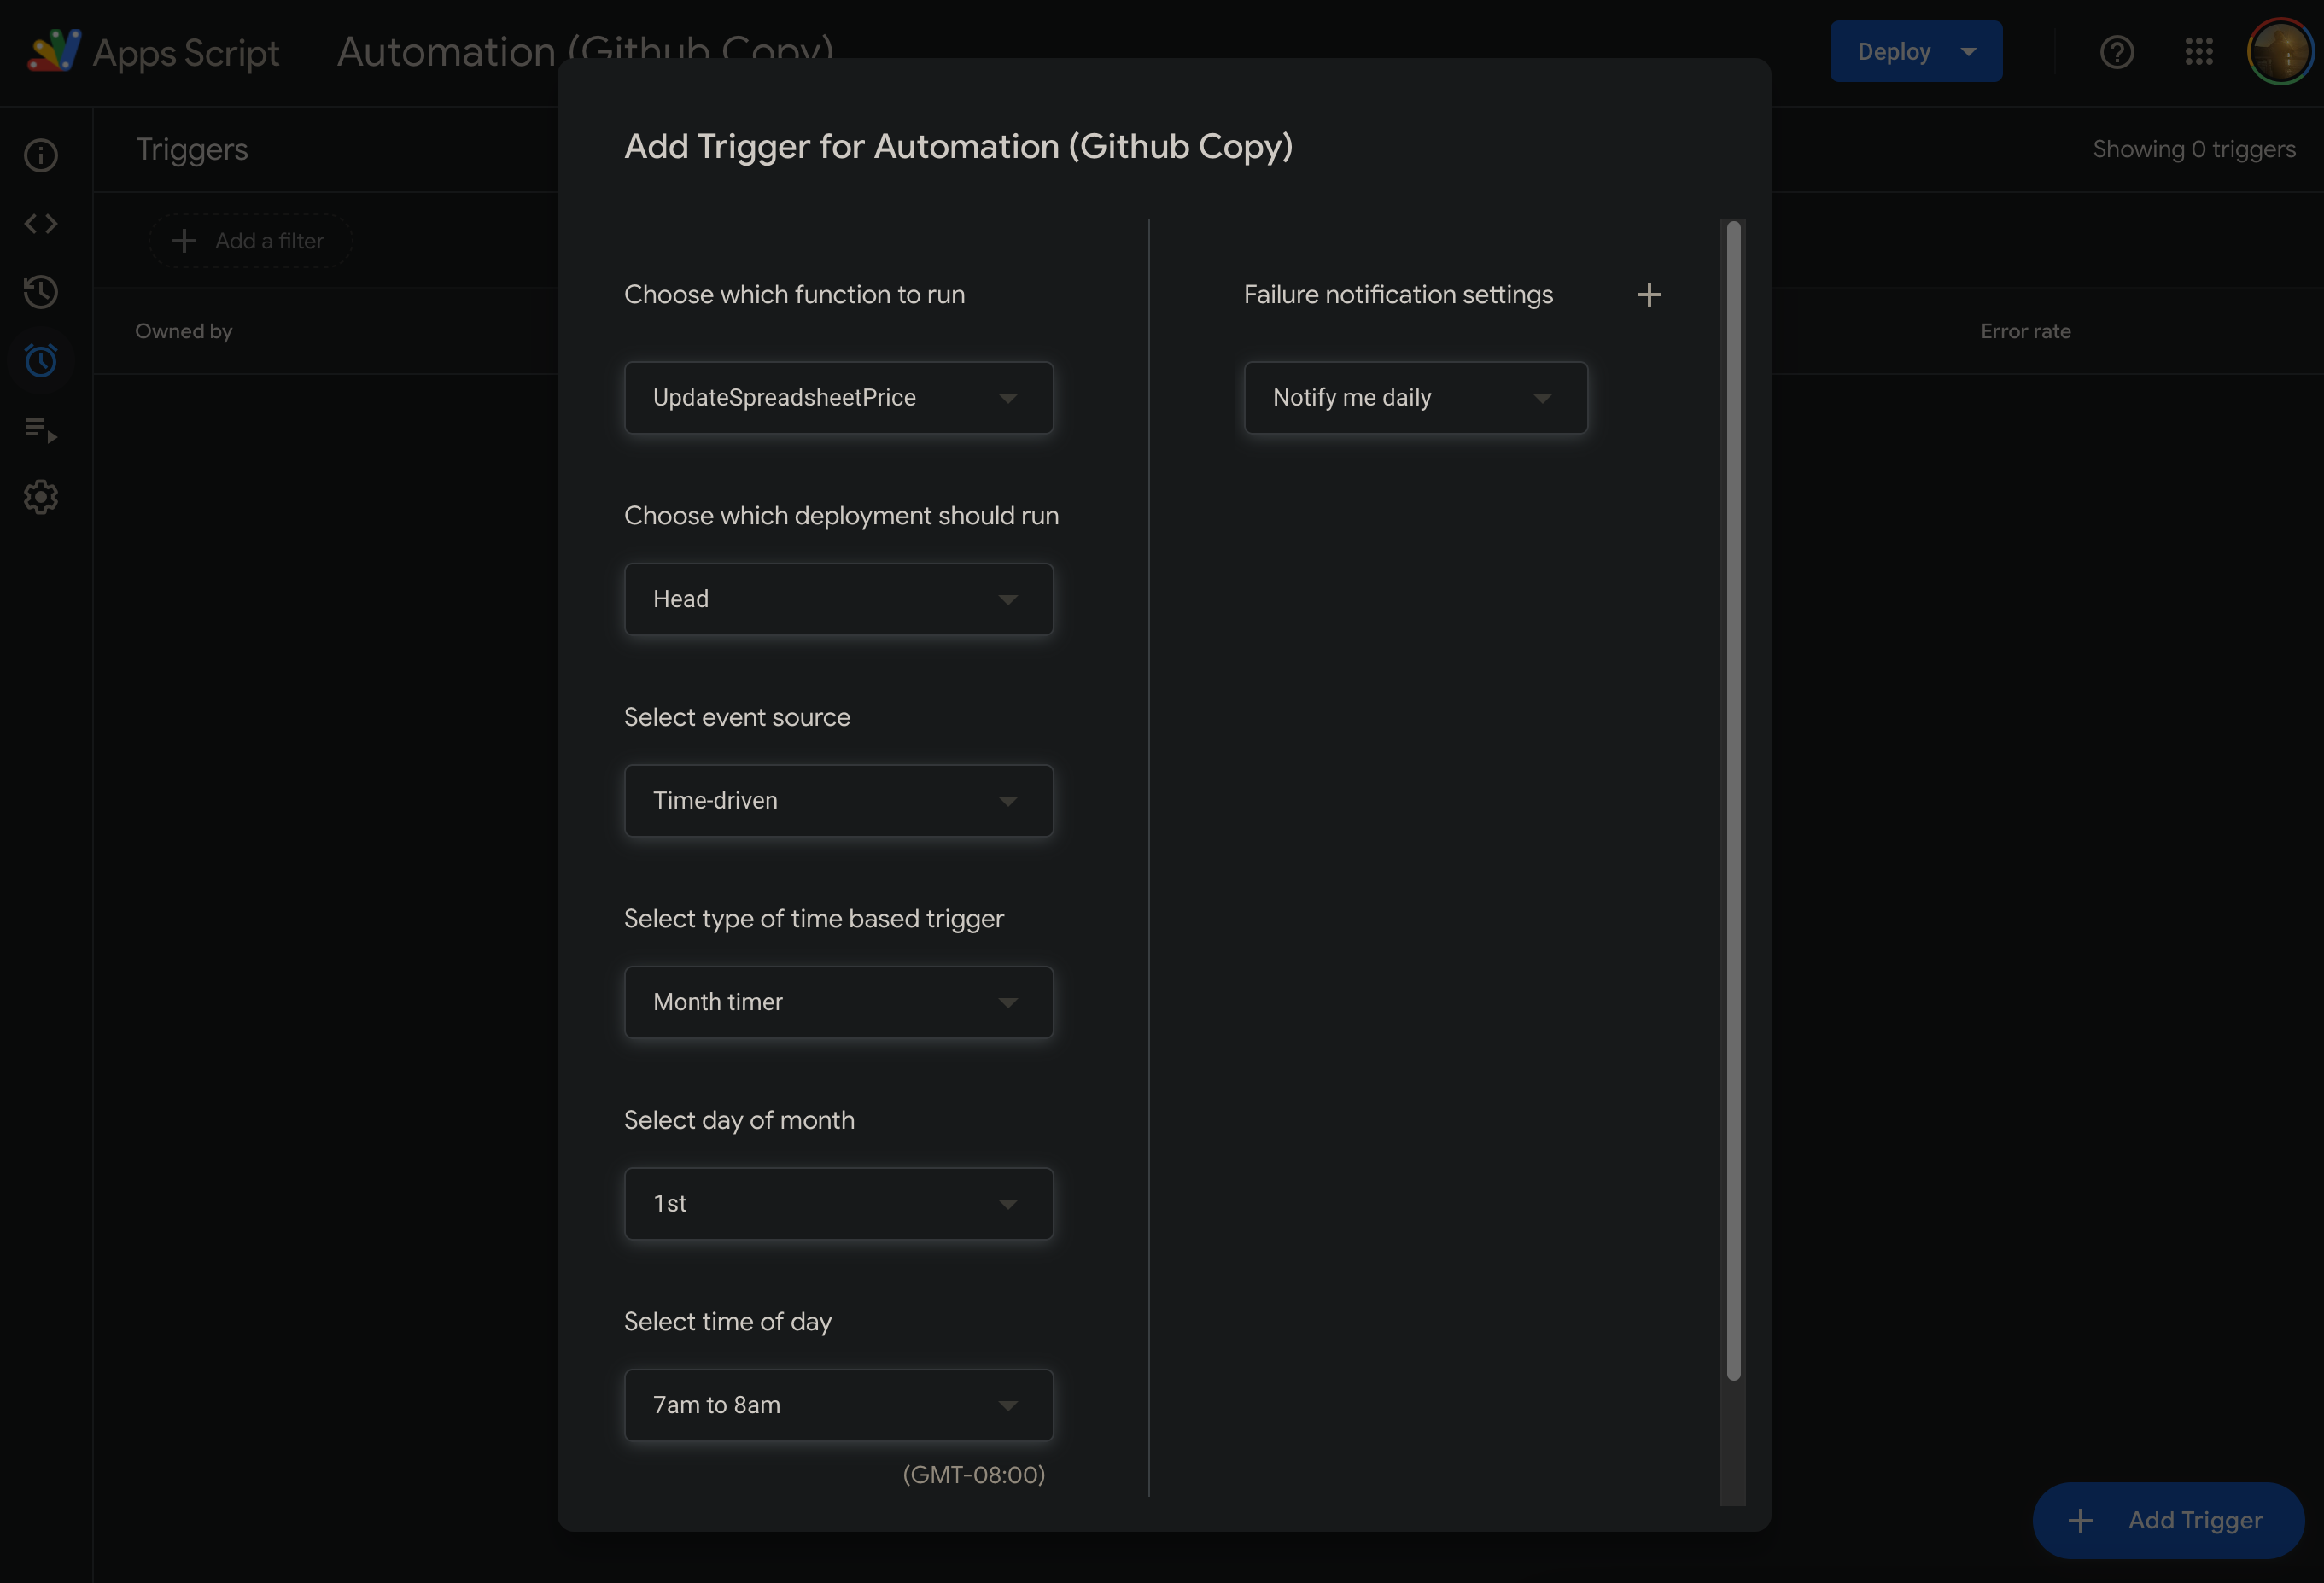 Apps Script
Automation (Github Copy)
Deploy
Triggers
Showing 0 triggers
Add a filter
Owned by
Error rate
Add Trigger for Automation (Github Copy)
Choose which function to run
UpdateSpreadsheetPrice
Choose which deployment should run
Head
Select event source
Time-driven
Select type of time based trigger
Month timer
Select day of month
1st
Select time of day
7am to 8am
(GMT-08:00)
Failure notification settings
Notify me daily
Add Trigger